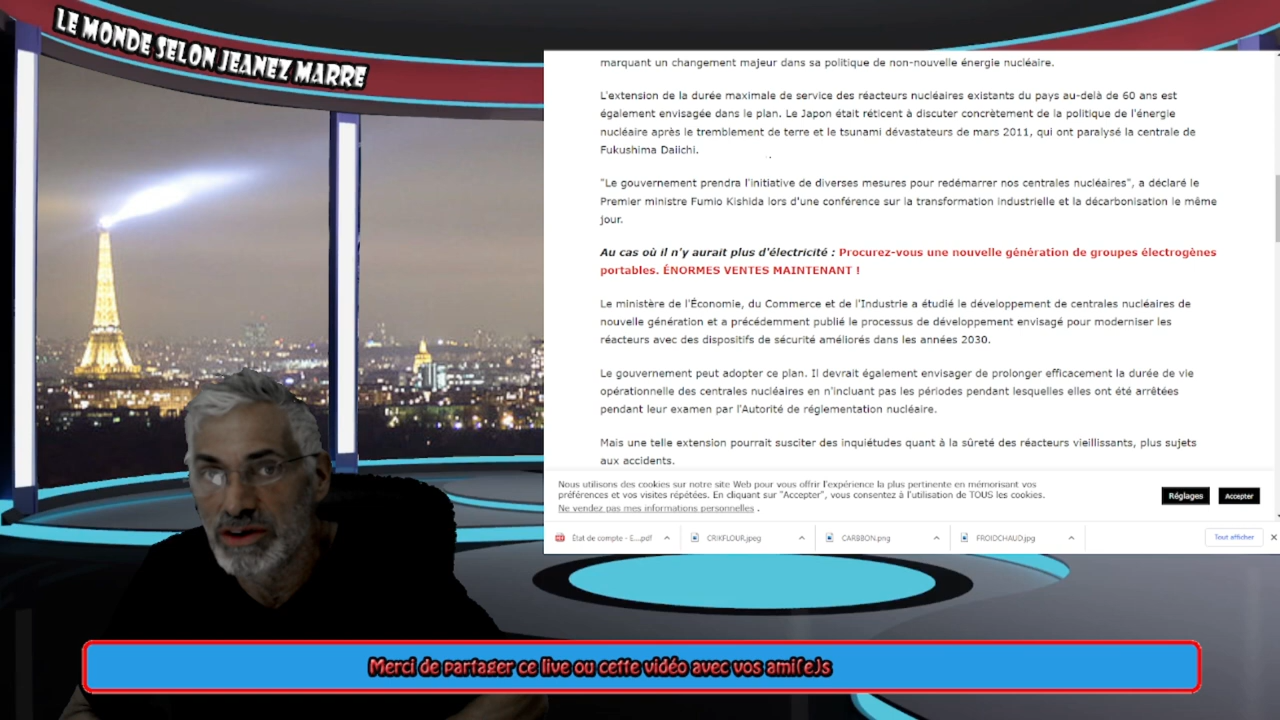 LE MONDE SELON JEANEZ MARRE
marquant un changement majeur dans sa politique de non-nouvelle énergie nucléaire.
L'extension de la durée maximale de service des réacteurs nucléaires existants du pays au-delà de 60 ans est
également envisagée dans le plan. Le Japon était réticent à discuter concrètement de la politique de l'énergie
nucléaire après le tremblement de terre et le tsunami dévastateurs de mars 2011, qui ont paralysé la centrale de
Fukushima Daiichi.
"Le gouvernement prendra l'initiative de diverses mesures pour redémarrer nos centrales nucléaires", a déclaré le
Premier ministre Fumio Kishida lors d'une conférence sur la transformation industrielle et la décarbonisation le même
jour.
Au cas où il n'y aurait plus d'électricité : Procurez-vous une nouvelle génération de groupes électrogènes
portables. ÉNORMES VENTES MAINTENANT !
Le ministère de l'Économie, du Commerce et de l'Industrie a étudié le développement de centrales nucléaires de
nouvelle génération et a précédemment publié le processus de développement envisagé pour moderniser les
réacteurs avec des dispositifs de sécurité améliorés dans les années 2030.
Le gouvernement peut adopter ce plan. Il devrait également envisager de prolonger efficacement la durée de vie
opérationnelle des centrales nucléaires en n'incluant pas les périodes pendant lesquelles elles ont été arrêtées
pendant leur examen par l'Autorité de réglementation nucléaire.
Mais une telle extension pourrait susciter des inquiétudes quant à la sûreté des réacteurs vieillissants, plus sujets
aux accidents.
Nous utilisons des cookies sur notre site Web pour vous offrir l'expérience la plus pertinente en mémorisant vos
préférences et vos visites répétées. En cliquant sur "Accepter", vous consentez à l'utilisation de TOUS les cookies.
Ne vendez pas mes informations personnelles .
Réglages
Accepter
État de compte - E....pdf
CRIKFLOUR.jpeg
CARBBON.png
FROIDCHAUD.jpg
Tout afficher
Merci de partager ce live ou cette vidéo avec vos ami(e)s